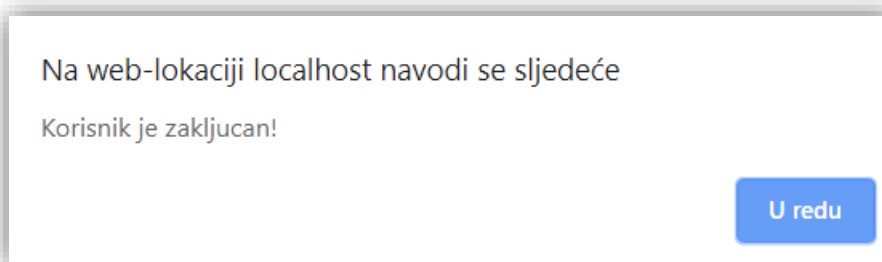 Na web-lokaciji localhost navodi se sljedeće
Korisnik je zakljucan!
U redu